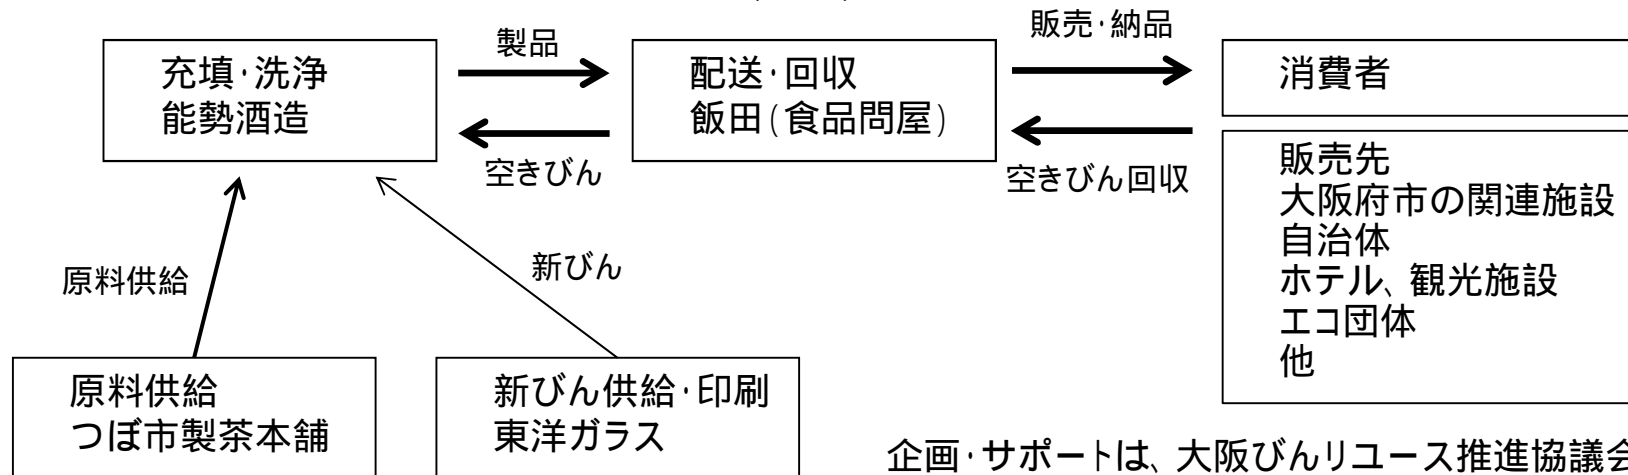 充填・洗浄
能勢酒造
製品
空きびん
配送・回収
飯田(食品問屋)
販売・納品
空きびん回収
消費者
販売先
大阪府市の関連施設
自治体
ホテル、観光施設
エコ団体
他
原料供給
新びん
原料供給
つぼ市製茶本舗
新びん供給・印刷
東洋ガラス
企画・サポートは、大阪びんリユース推進協議会